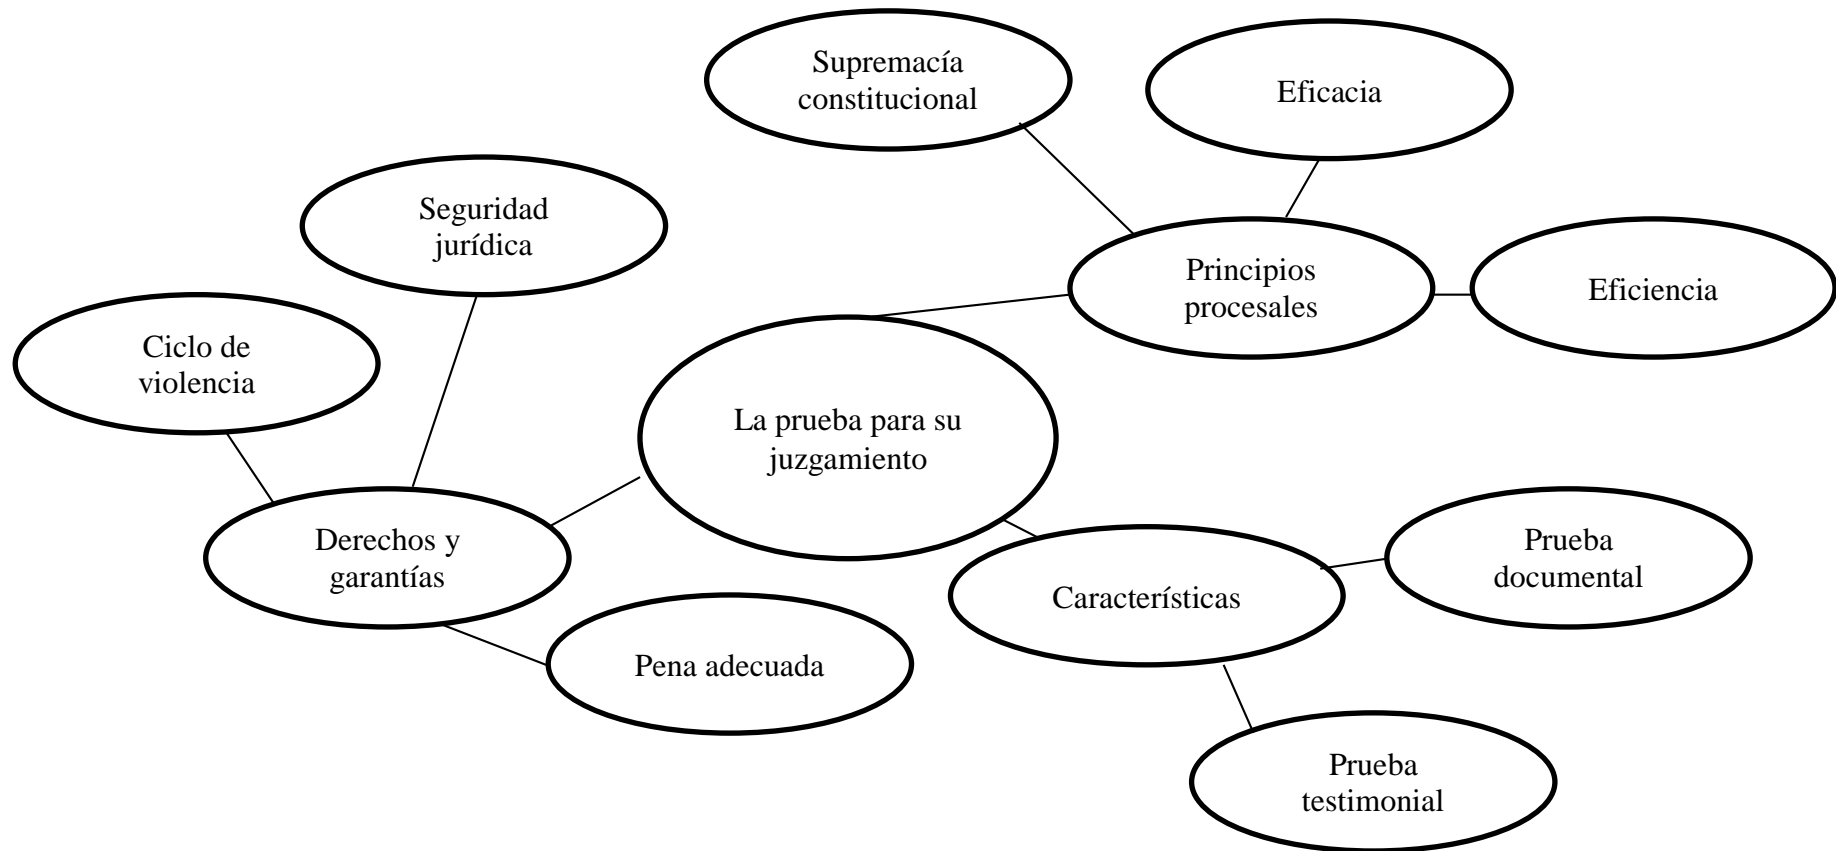 Supremacía
constitucional
Eficacia
Seguridad
jurídica
Principios
procesales
Eficiencia
Ciclo de
violencia
La prueba para su
juzgamiento
Derechos y
garantías
Características
Prueba
documental
Pena adecuada
Prueba
testimonial